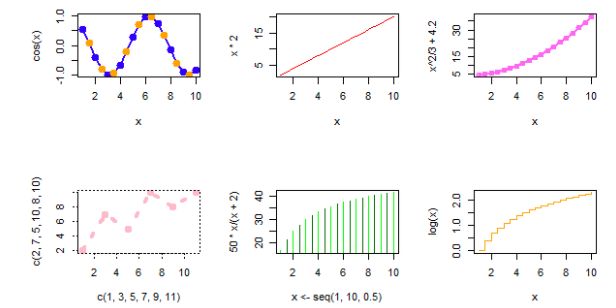 cos(x)
-1.0 0.0 1.0
2 4 6 8 10
x
x * 2
5 15
2 4 6 8 10
x
x^2/3 + 4.2
5 15 30
2 4 6 8 10
x
c(2, 7, 5, 10, 8, 10)
2 4 6 8
2 4 6 8 10
c(1, 3, 5, 7, 9, 11)
50 * x/(x + 2)
20 30 40
2 4 6 8 10
x <- seq(1, 10, 0.5)
log(x)
0.0 1.0 2.0
2 4 6 8 10
x